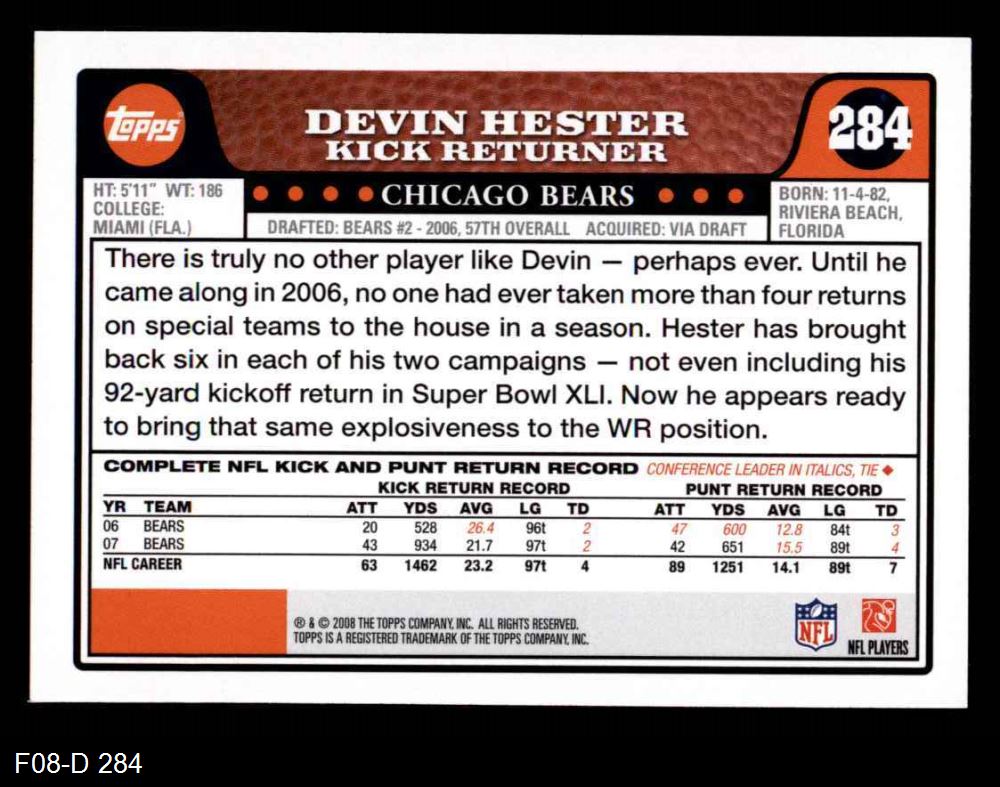 Topps
DEVIN HESTER
KICK RETURNER
284
HT: 5'11" WT: 186
COLLEGE:
MIAMI (FLA.)
CHICAGO BEARS
DRAFTED: BEARS #2 - 2006, 57TH OVERALL ACQUIRED: VIA DRAFT
BORN: 11-4-82,
RIVIERA BEACH,
FLORIDA
There is truly no other player like Devin — perhaps ever. Until he
came along in 2006, no one had ever taken more than four returns
on special teams to the house in a season. Hester has brought
back six in each of his two campaigns — not even including his
92-yard kickoff return in Super Bowl XLI. Now he appears ready
to bring that same explosiveness to the WR position.
COMPLETE NFL KICK AND PUNT RETURN RECORD CONFERENCE LEADER IN ITALICS, TIE ◆
KICK RETURN RECORD PUNT RETURN RECORD
YR TEAM ATT YDS AVG LG TD ATT YDS AVG LG TD
06 BEARS 20 528 26.4 96t 2 47 600 12.8 84t 3
07 BEARS 43 934 21.7 97t 2 42 651 15.5 89t 4
NFL CAREER 63 1462 23.2 97t 4 89 1251 14.1 89t 7
® & © 2008 THE TOPPS COMPANY, INC. ALL RIGHTS RESERVED.
TOPPS IS A REGISTERED TRADEMARK OF THE TOPPS COMPANY, INC.
NFL
NFL PLAYERS
F08-D 284